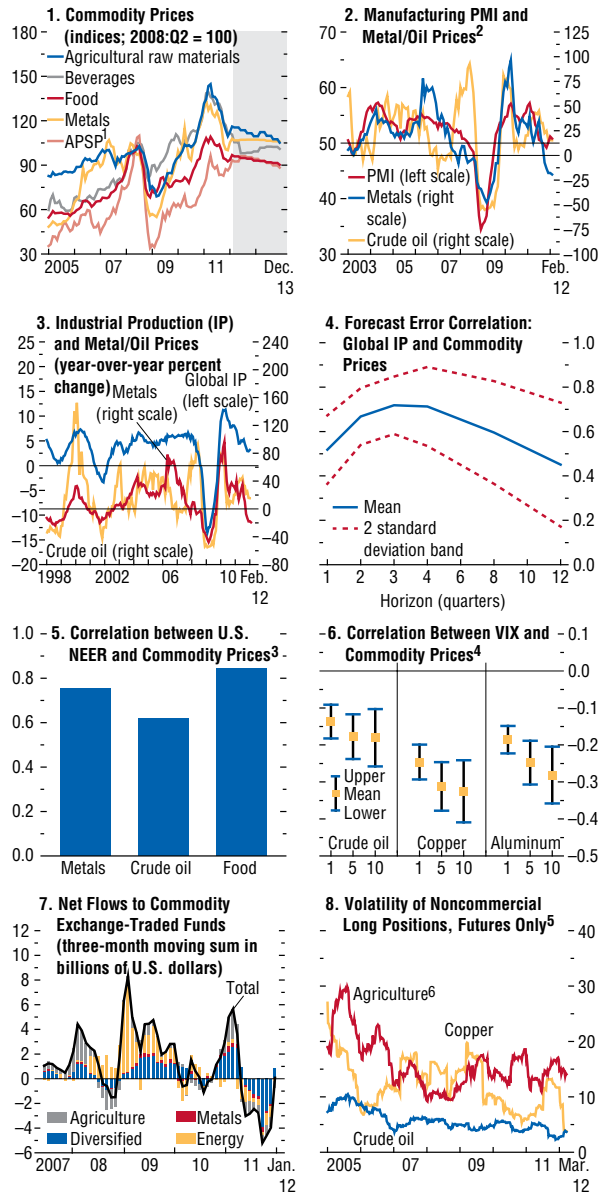 1. Commodity Prices
(indices; 2008:Q2 = 100)
180
150
120
90
60
30
Agricultural raw materials
Beverages
Food
Metals
APSP1
2005 07 09 11 Dec.
13
2. Manufacturing PMI and
Metal/Oil Prices2
70
60
50
40
30
125
100
75
50
25
0
–25
–50
–75
–100
PMI (left scale)
Metals (right
scale)
Crude oil (right scale)
2003 05 07 09 Feb.
12
3. Industrial Production (IP)
and Metal/Oil Prices
(year-over-year percent
change)
25
20
15
10
5
0
–5
–10
–15
–20
240
200
160
120
80
40
0
–40
–80
Metals
(right scale)
Global IP
(left scale)
Crude oil (right scale)
1998 2002 06 10 Feb.
12
4. Forecast Error Correlation:
Global IP and Commodity
Prices
1.0
0.8
0.6
0.4
0.2
0.0
Mean
2 standard
deviation band
1 2 3 4 8 12
Horizon (quarters)
5. Correlation between U.S.
NEER and Commodity Prices3
1.0
0.8
0.6
0.4
0.2
0.0
Metals Crude oil Food
6. Correlation Between VIX and
Commodity Prices4
0.1
0.0
–0.1
–0.2
–0.3
–0.4
–0.5
Upper
Mean
Lower
Crude oil Copper Aluminum
1 5 10 1 5 10 1 5 10
7. Net Flows to Commodity
Exchange-Traded Funds
(three-month moving sum in
billions of U.S. dollars)
12
10
8
6
4
2
0
–2
–4
–6
Total
Agriculture Metals
Diversified Energy
2007 08 09 10 11 Jan.
12
8. Volatility of Noncommercial
Long Positions, Futures Only5
40
30
20
10
0
Agriculture6
Copper
Crude oil
2005 07 09 11 Mar.
12